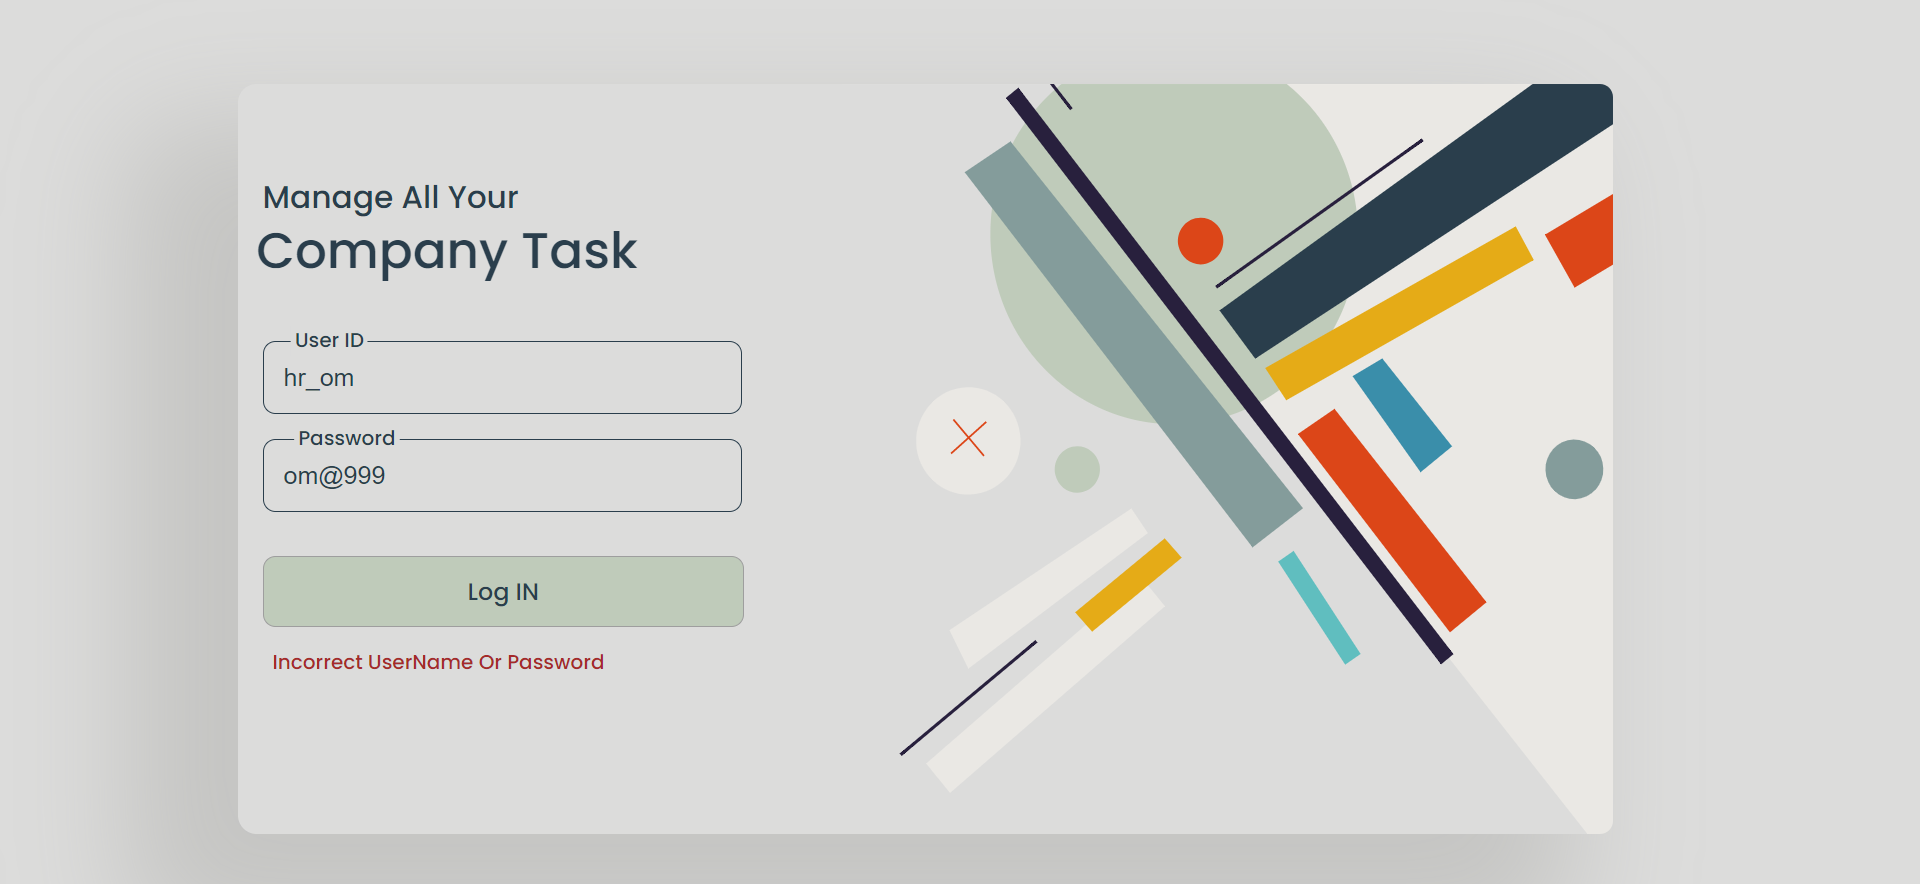 Manage All Your
Company Task
User ID
hr_om
Password
om@999
Log IN
Incorrect UserName Or Password